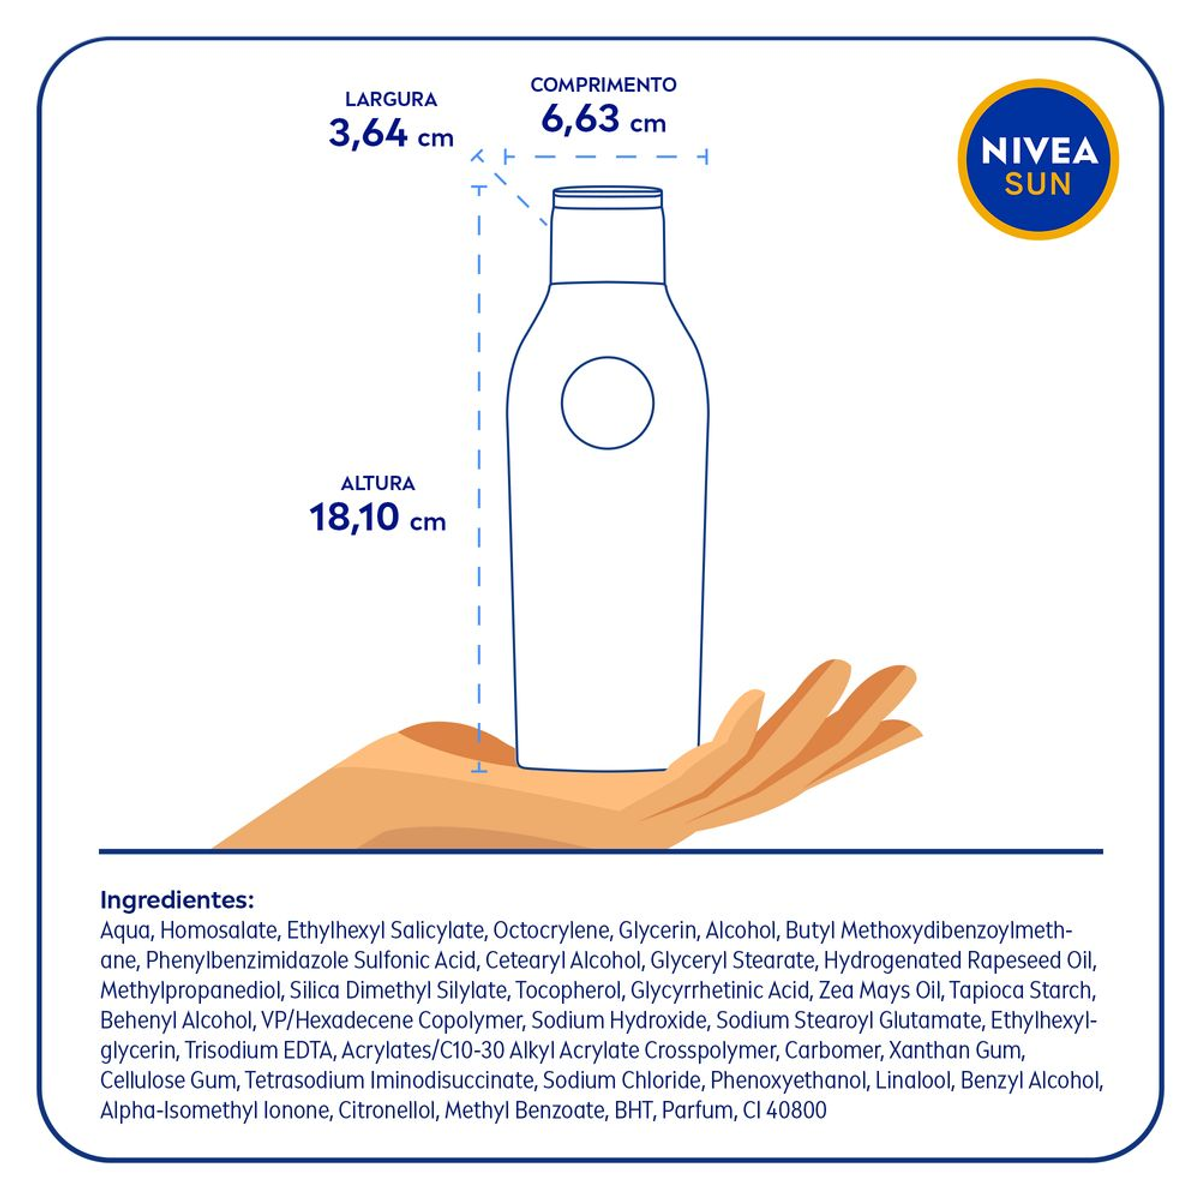 LARGURA
3,64 cm
COMPRIMENTO
6,63 cm
NIVEA
SUN
ALTURA
18,10 cm
Ingredientes:
Aqua, Homosalate, Ethylhexyl Salicylate, Octocrylene, Glycerin, Alcohol, Butyl Methoxydibenzoylmeth-
ane, Phenylbenzimidazole Sulfonic Acid, Cetearyl Alcohol, Glyceryl Stearate, Hydrogenated Rapeseed Oil,
Methylpropanediol, Silica Dimethyl Silylate, Tocopherol, Glycyrrhetinic Acid, Zea Mays Oil, Tapioca Starch,
Behenyl Alcohol, VP/Hexadecene Copolymer, Sodium Hydroxide, Sodium Stearoyl Glutamate, Ethylhexyl-
glycerin, Trisodium EDTA, Acrylates/C10-30 Alkyl Acrylate Crosspolymer, Carbomer, Xanthan Gum,
Cellulose Gum, Tetrasodium Iminodisuccinate, Sodium Chloride, Phenoxyethanol, Linalool, Benzyl Alcohol,
Alpha-Isomethyl Ionone, Citronellol, Methyl Benzoate, BHT, Parfum, CI 40800